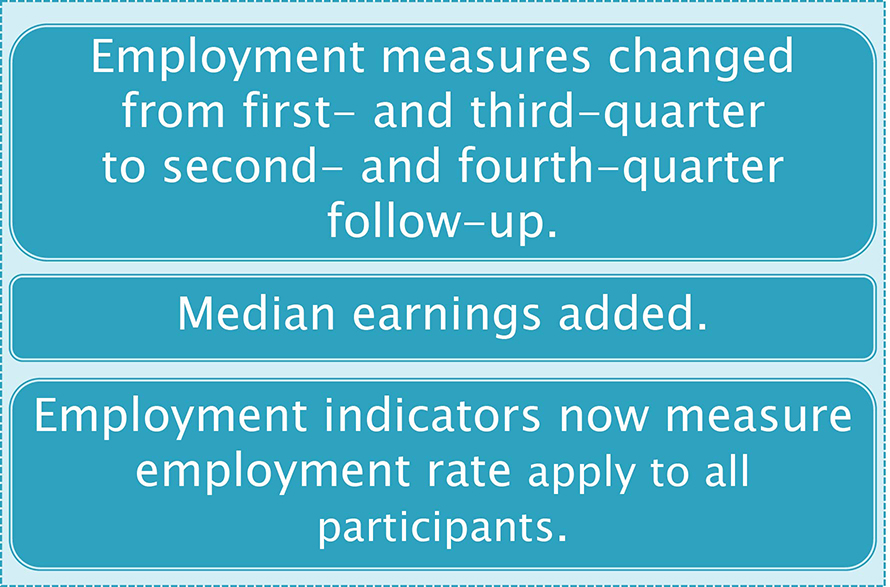 Employment measures changed
from first- and third-quarter
to second- and fourth-quarter
follow-up.
Median earnings added.
Employment indicators now measure
employment rate apply to all
participants.